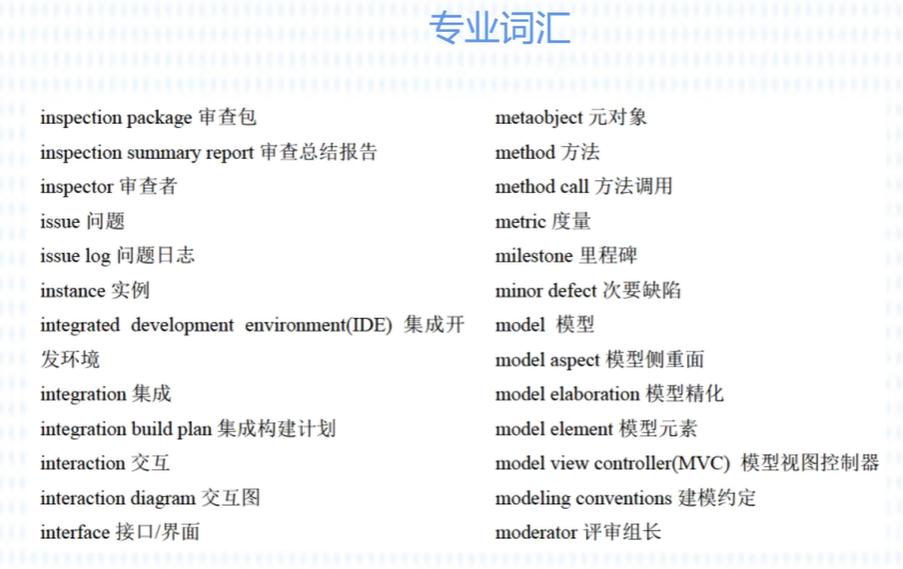 专业词汇
inspection package 审查包
inspection summary report 审查总结报告
inspector 审查者
issue 问题
issue log 问题日志
instance 实例
integrated development environment(IDE) 集成开
发环境
integration 集成
integration build plan 集成构建计划
interaction 交互
interaction diagram 交互图
interface 接口/界面
metaobject 元对象
method 方法
method call 方法调用
metric 度量
milestone 里程碑
minor defect 次要缺陷
model 模型
model aspect 模型侧重面
model elaboration 模型精化
model element 模型元素
model view controller(MVC) 模型视图控制器
modeling conventions 建模约定
moderator 评审组长